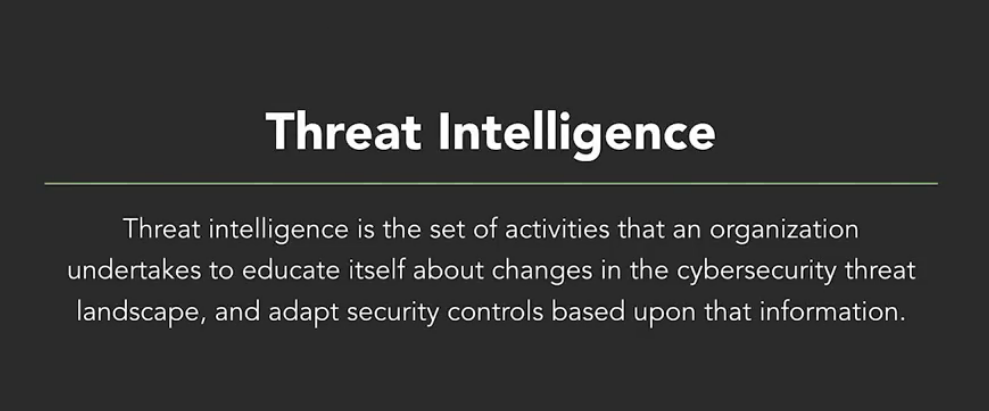 Threat Intelligence
Threat intelligence is the set of activities that an organization
undertakes to educate itself about changes in the cybersecurity threat
landscape, and adapt security controls based upon that information.